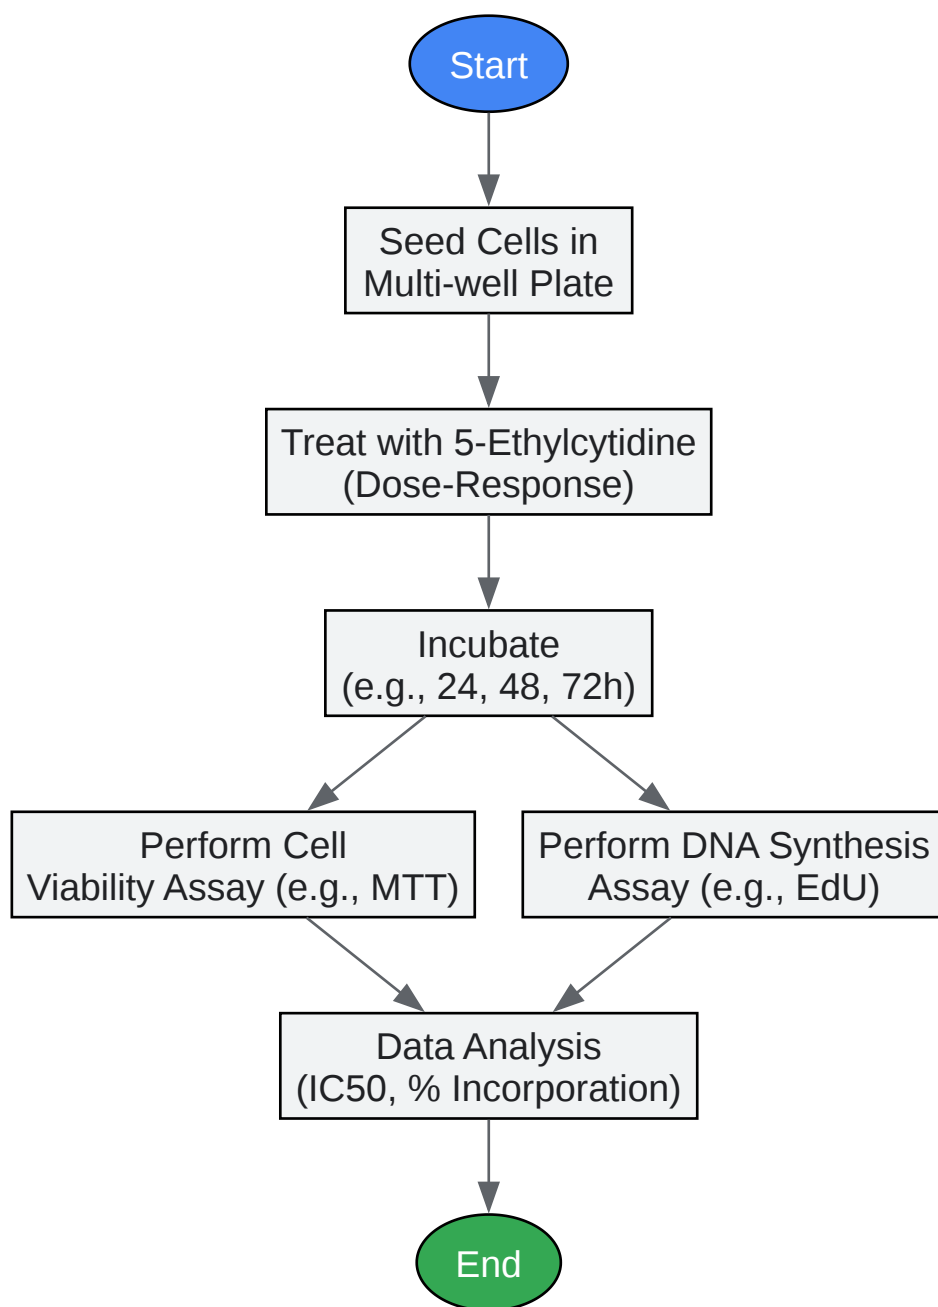 Start
Seed Cells in
Multi-well Plate
Treat with 5-Ethylcytidine
(Dose-Response)
Incubate
(e.g., 24, 48, 72h)
Perform Cell
Viability Assay (e.g., MTT)
Perform DNA Synthesis
Assay (e.g., EdU)
Data Analysis
(IC50, % Incorporation)
End